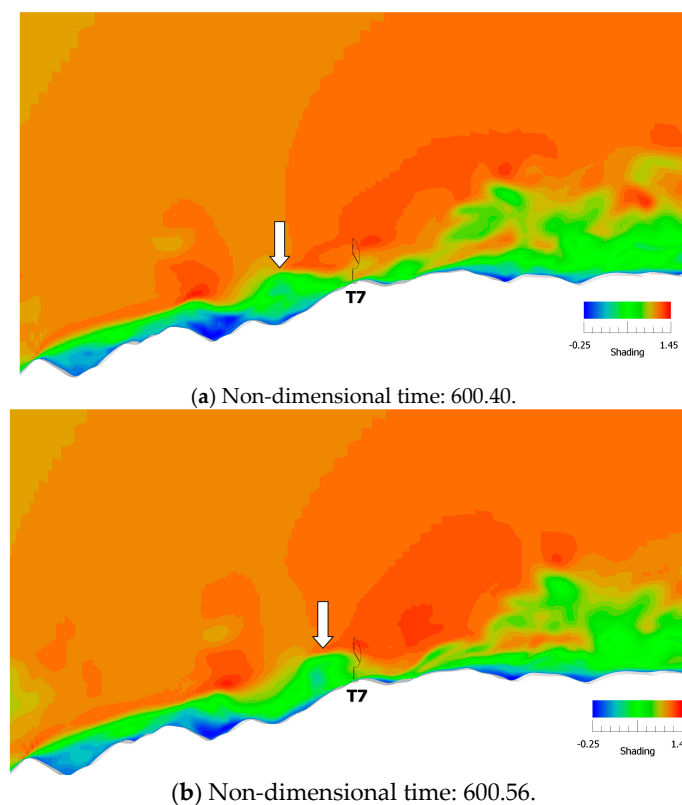 T7
-0.25 1.45
Shading
(a) Non-dimensional time: 600.40.
T7
-0.25 1.4
Shading
(b) Non-dimensional time: 600.56.